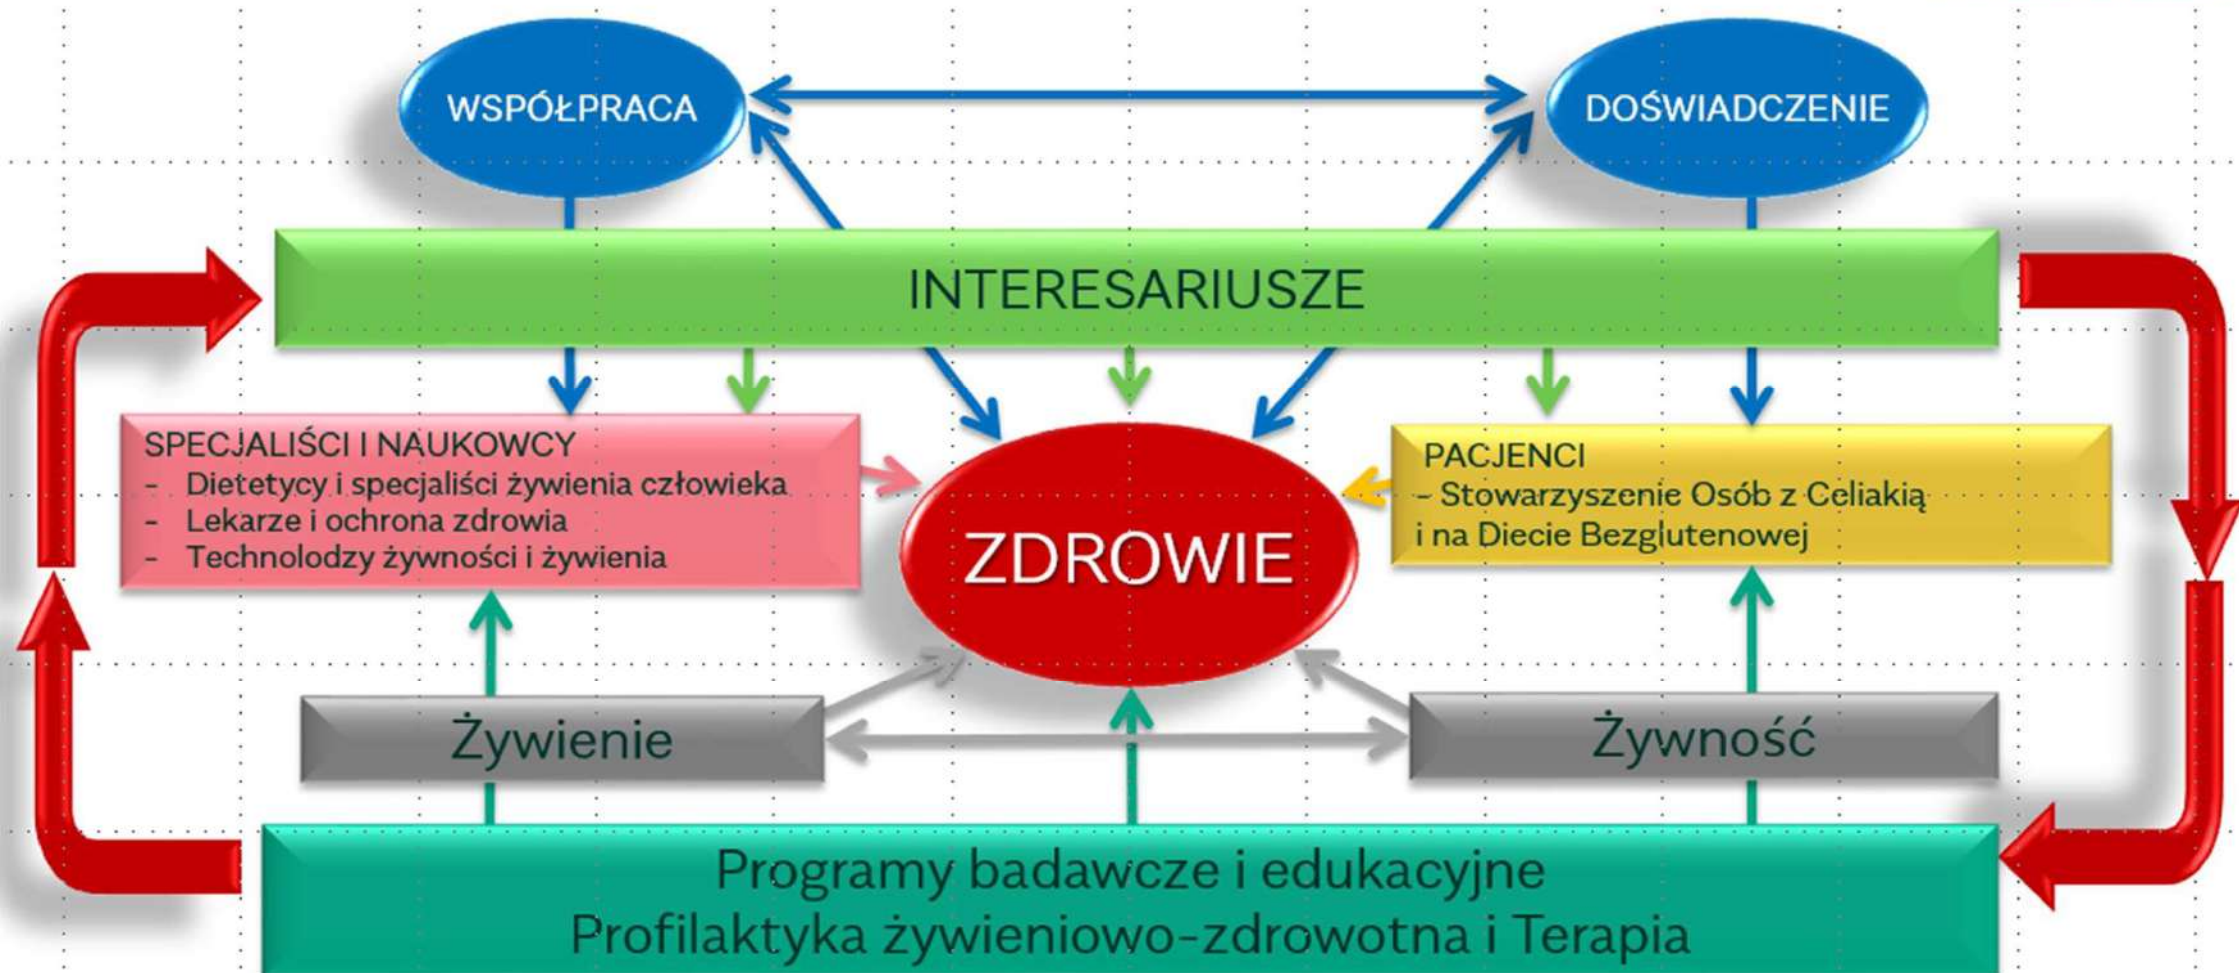 WSPÓŁPRACA
DOŚWIADCZENIE
INTERESARIUSZE
SPECJALIŚCI I NAUKOWCY
- Dietetycy i specjaliści żywienia człowieka
- Lekarze i ochrona zdrowia
- Technolodzy żywności i żywienia
ZDROWIE
PACJENCI
- Stowarzyszenie Osób z Celiakią
i na Diecie Bezglutenowej
Żywienie
Żywność
Programy badawcze i edukacyjne
Profilaktyka żywieniowo-zdrowotna i Terapia